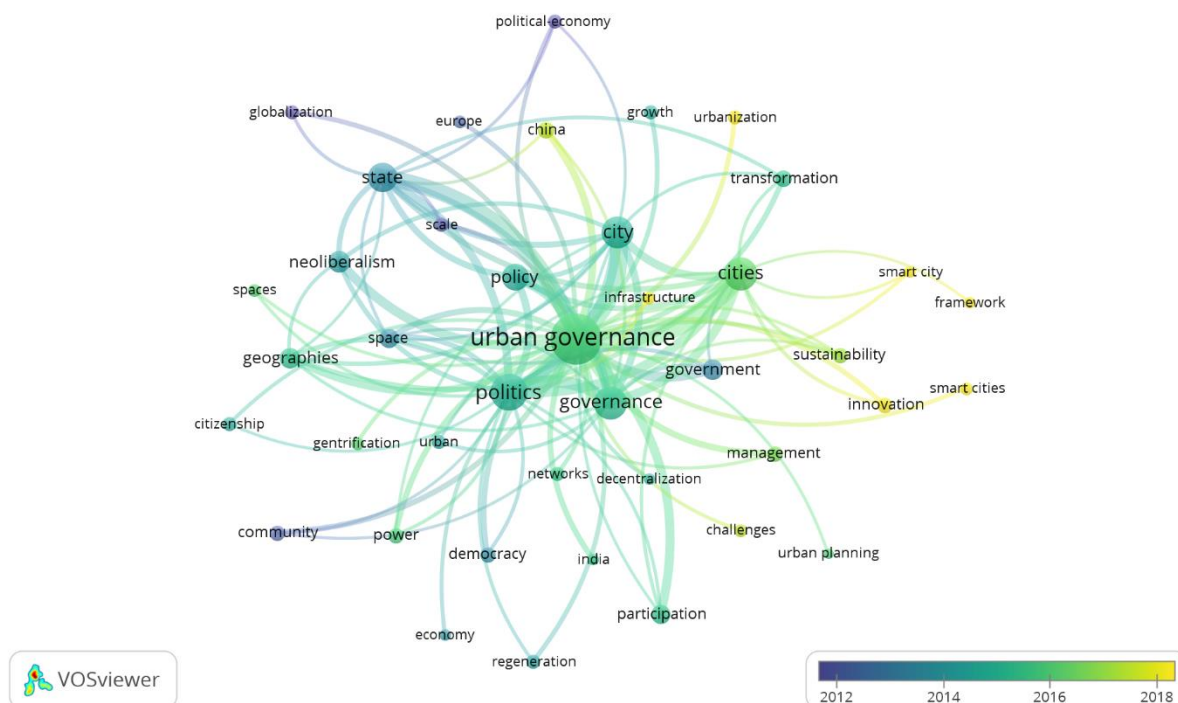 political-economy
globalization
europe
china
growth
urbanization
state
transformation
scale
city
neoliberalism
policy
cities
smart city
spaces
infrastructure
framework
space
urban governance
geographies
government
sustainability
politics
governance
innovation
smart cities
citizenship
gentrification
urban
management
networks
decentralization
community
power
challenges
democracy
india
urban planning
participation
economy
regeneration
VOSviewer
2012
2014
2016
2018